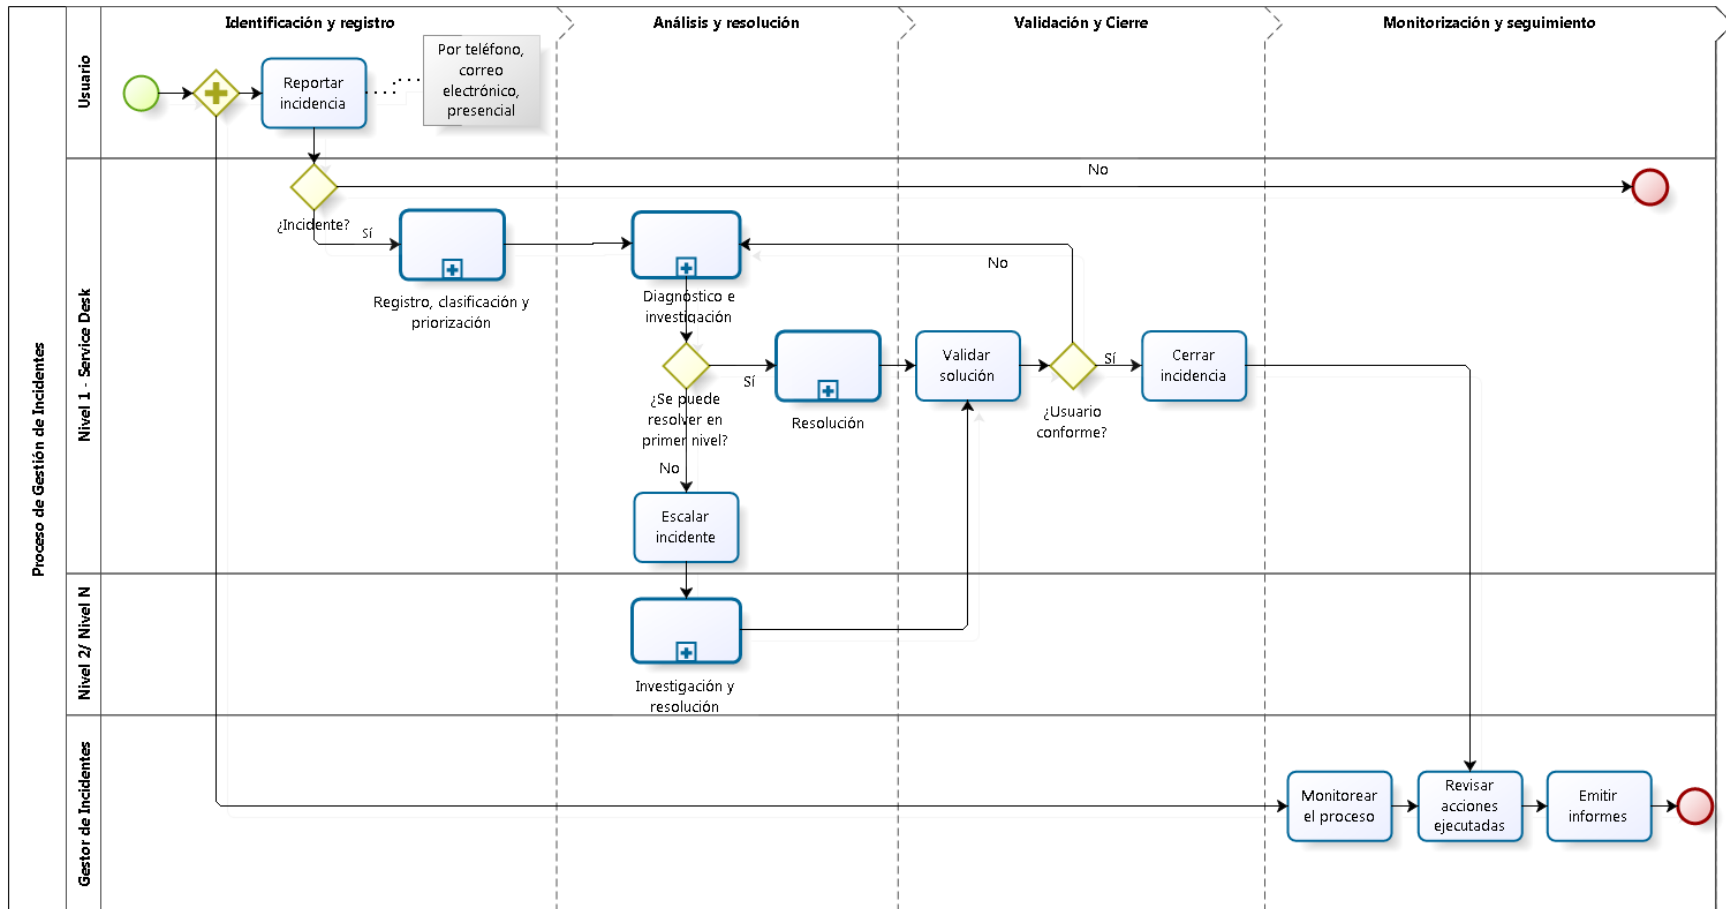 Identificación y registro
Análisis y resolución
Validación y Cierre
Monitorización y seguimiento
Proceso de Gestión de Incidentes
Usuario
Reportar
incidencia
Por teléfono,
correo
electrónico,
presencial
Nivel 1 - Service Desk
No
¿Incidente?
Sí
Registro, clasificación y
priorización
Diagnóstico e
investigación
No
¿Se puede
resolver en
primer nivel?
Sí
Resolución
Validar
solución
¿Usuario
conforme?
Sí
Cerrar
incidencia
No
Escalar
incidente
Nivel 2/ Nivel N
Investigación y
resolución
Gestor de Incidentes
Monitorear
el proceso
Revisar
acciones
ejecutadas
Emitir
informes